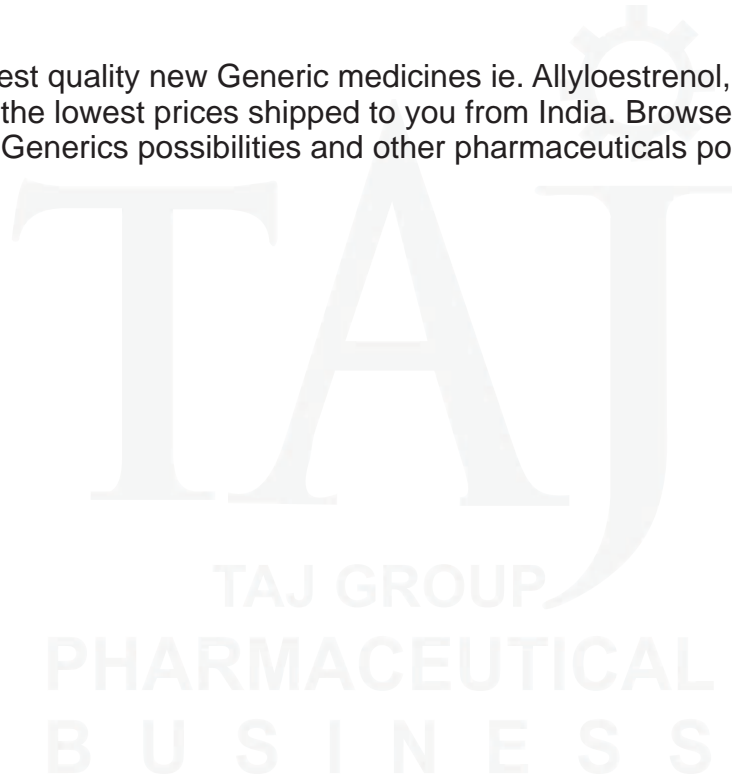 est quality new Generic medicines ie. Allyloestrenol,
the lowest prices shipped to you from India. Browse
Generics possibilities and other pharmaceuticals po
TAJ
TAJ GROUP
PHARMACEUTICAL
BUSINESS